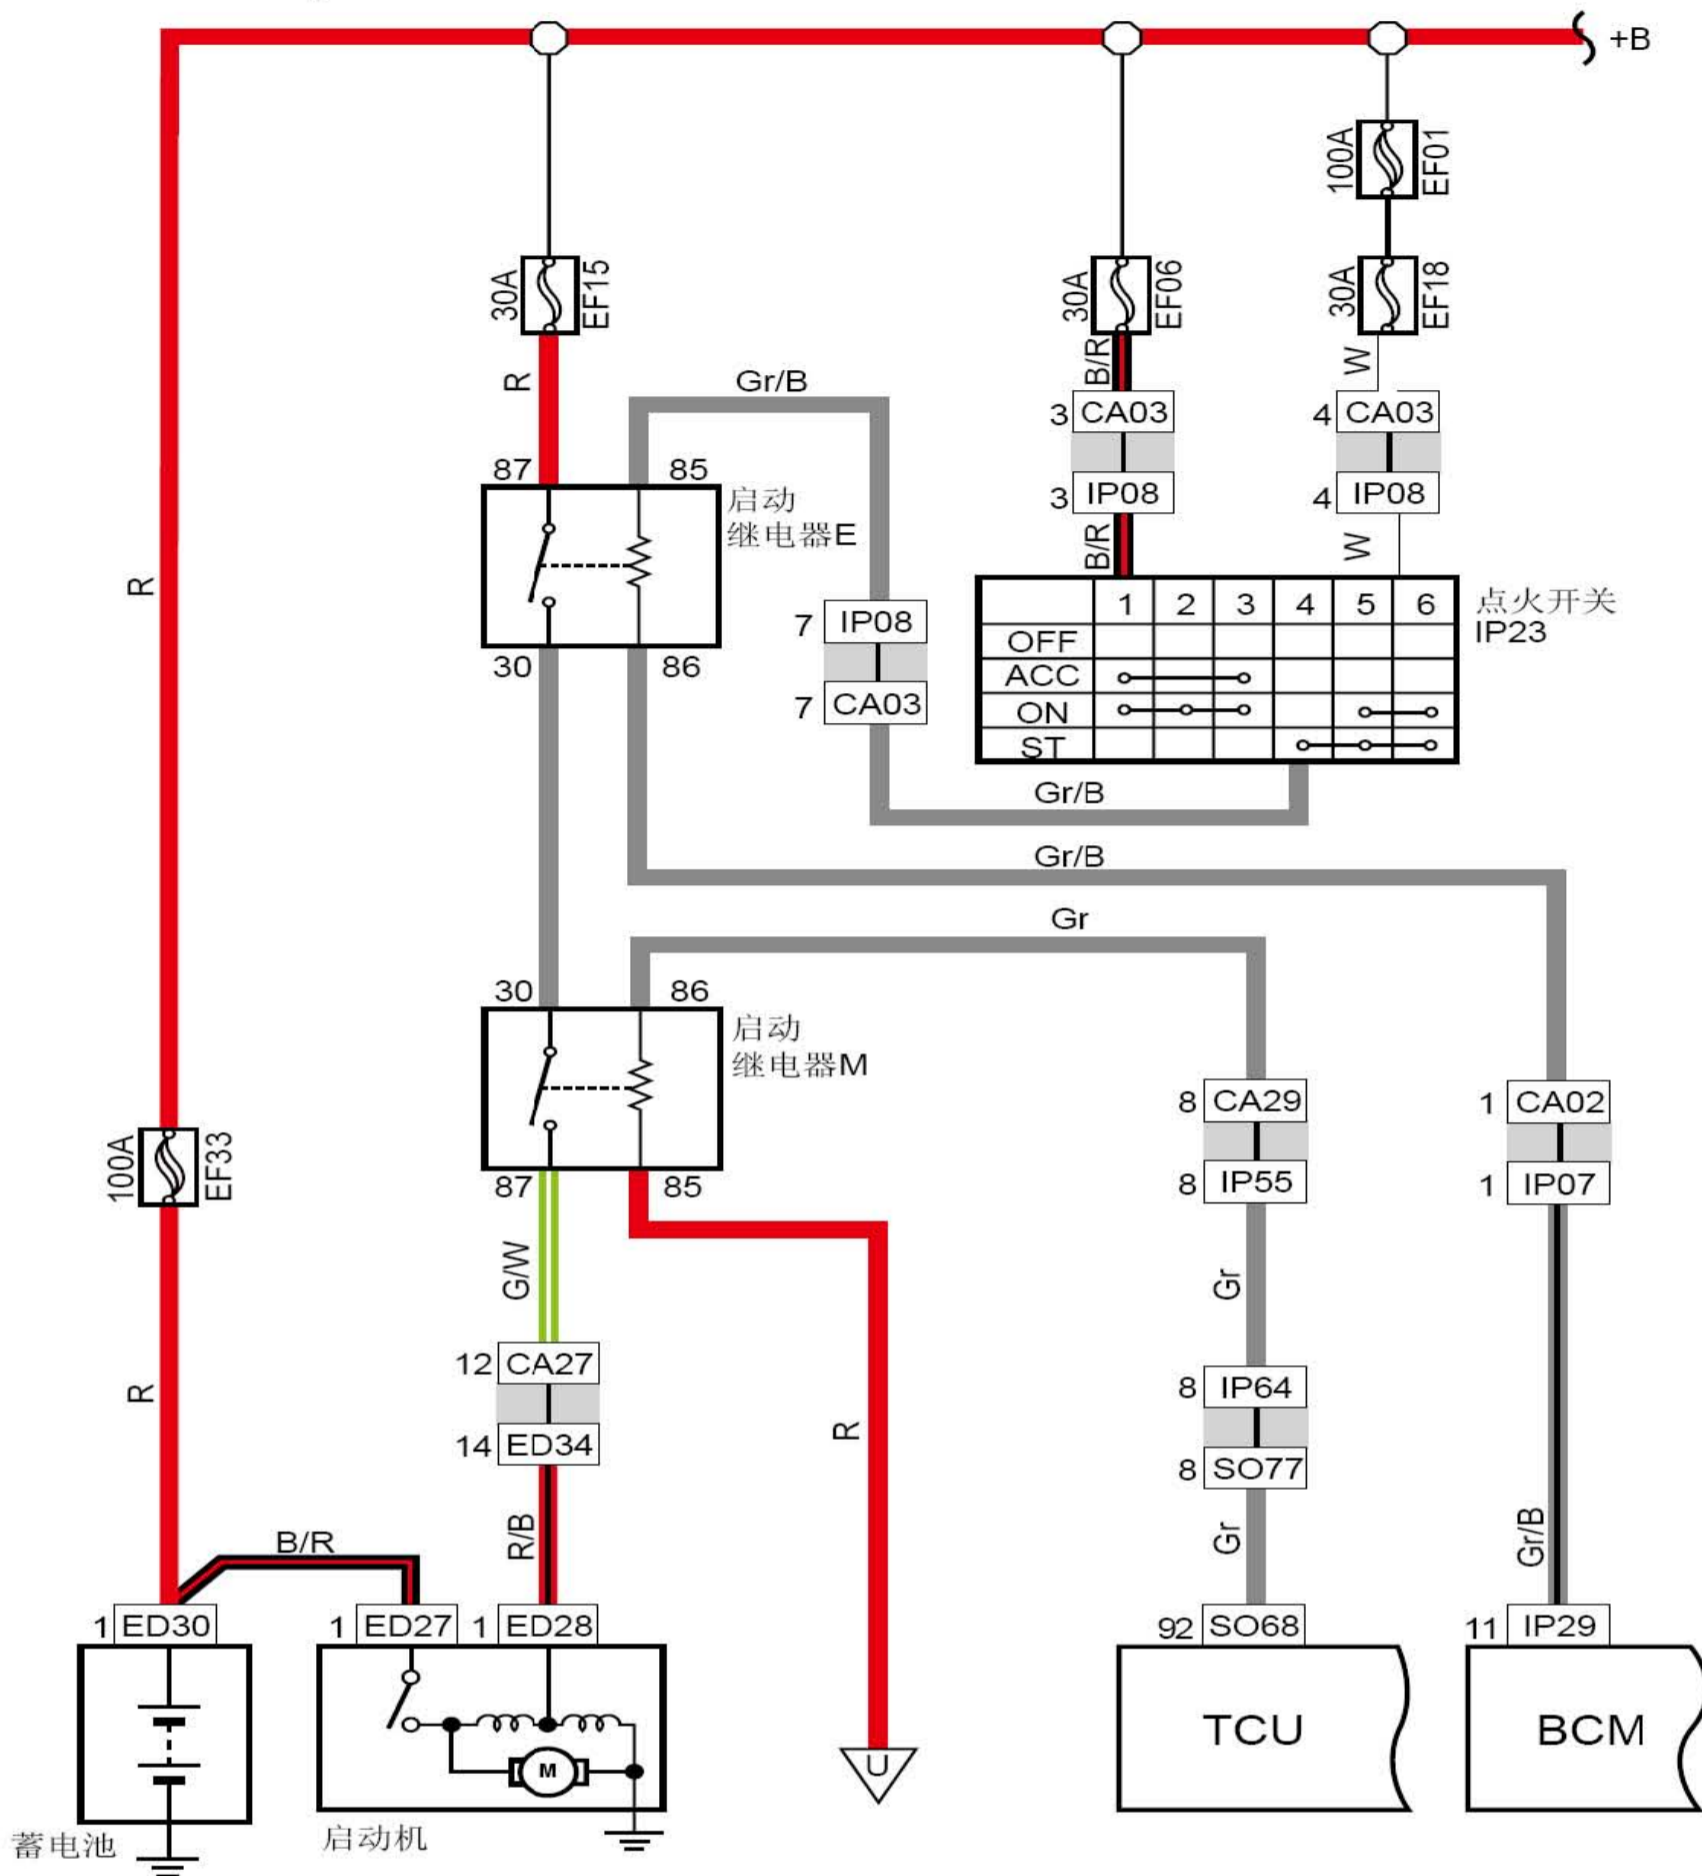 +B
100A
EF01
30A
EF15
30A
EF06
30A
EF18
R
Gr/B
B/R
W
3 CA03
4 CA03
87
85
3 IP08
4 IP08
启动
继电器E
B/R
W
R
1 2 3 4 5 6
点火开关
IP23
7 IP08
OFF
30
86
ACC
7 CA03
ON
ST
Gr/B
Gr/B
Gr
30
86
启动
继电器M
8 CA29
1 CA02
100A
EF33
87
85
8 IP55
1 IP07
G/W
Gr
12 CA27
8 IP64
R
R
14 ED34
8 SO77
B/R
R/B
Gr
Gr/B
1 ED30
1 ED27
1 ED28
92 SO68
11 IP29
M
U
TCU
BCM
蓄电池
启动机